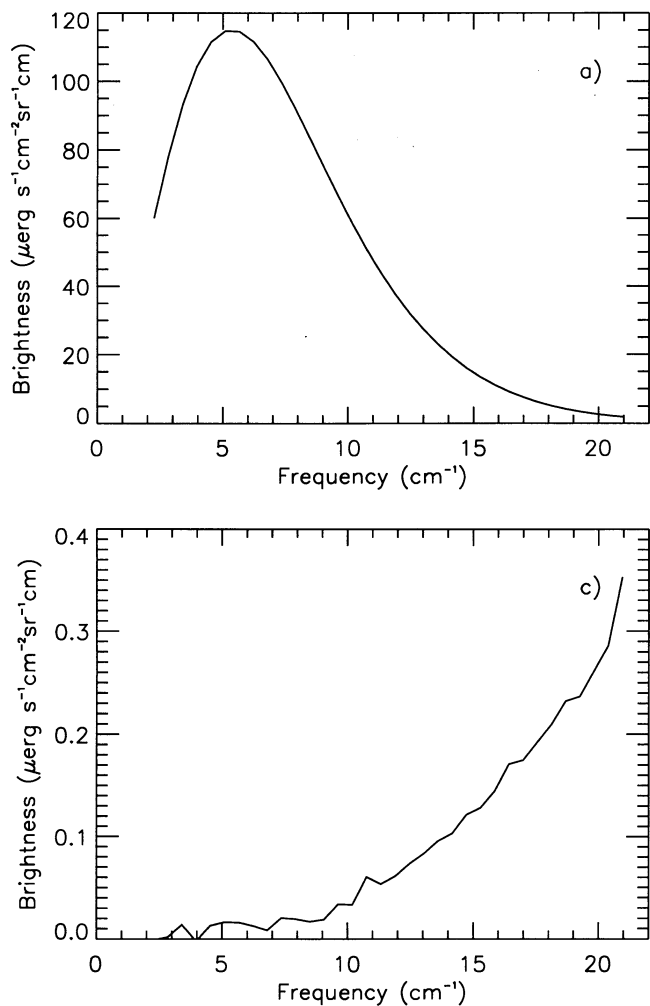 a)
120
100
80
60
40
20
0
Brightness (μerg s⁻¹cm⁻²sr⁻¹cm)
0 5 10 15 20
Frequency (cm⁻¹)
c)
0.4
0.3
0.2
0.1
0.0
Brightness (μerg s⁻¹cm⁻²sr⁻¹cm)
0 5 10 15 20
Frequency (cm⁻¹)